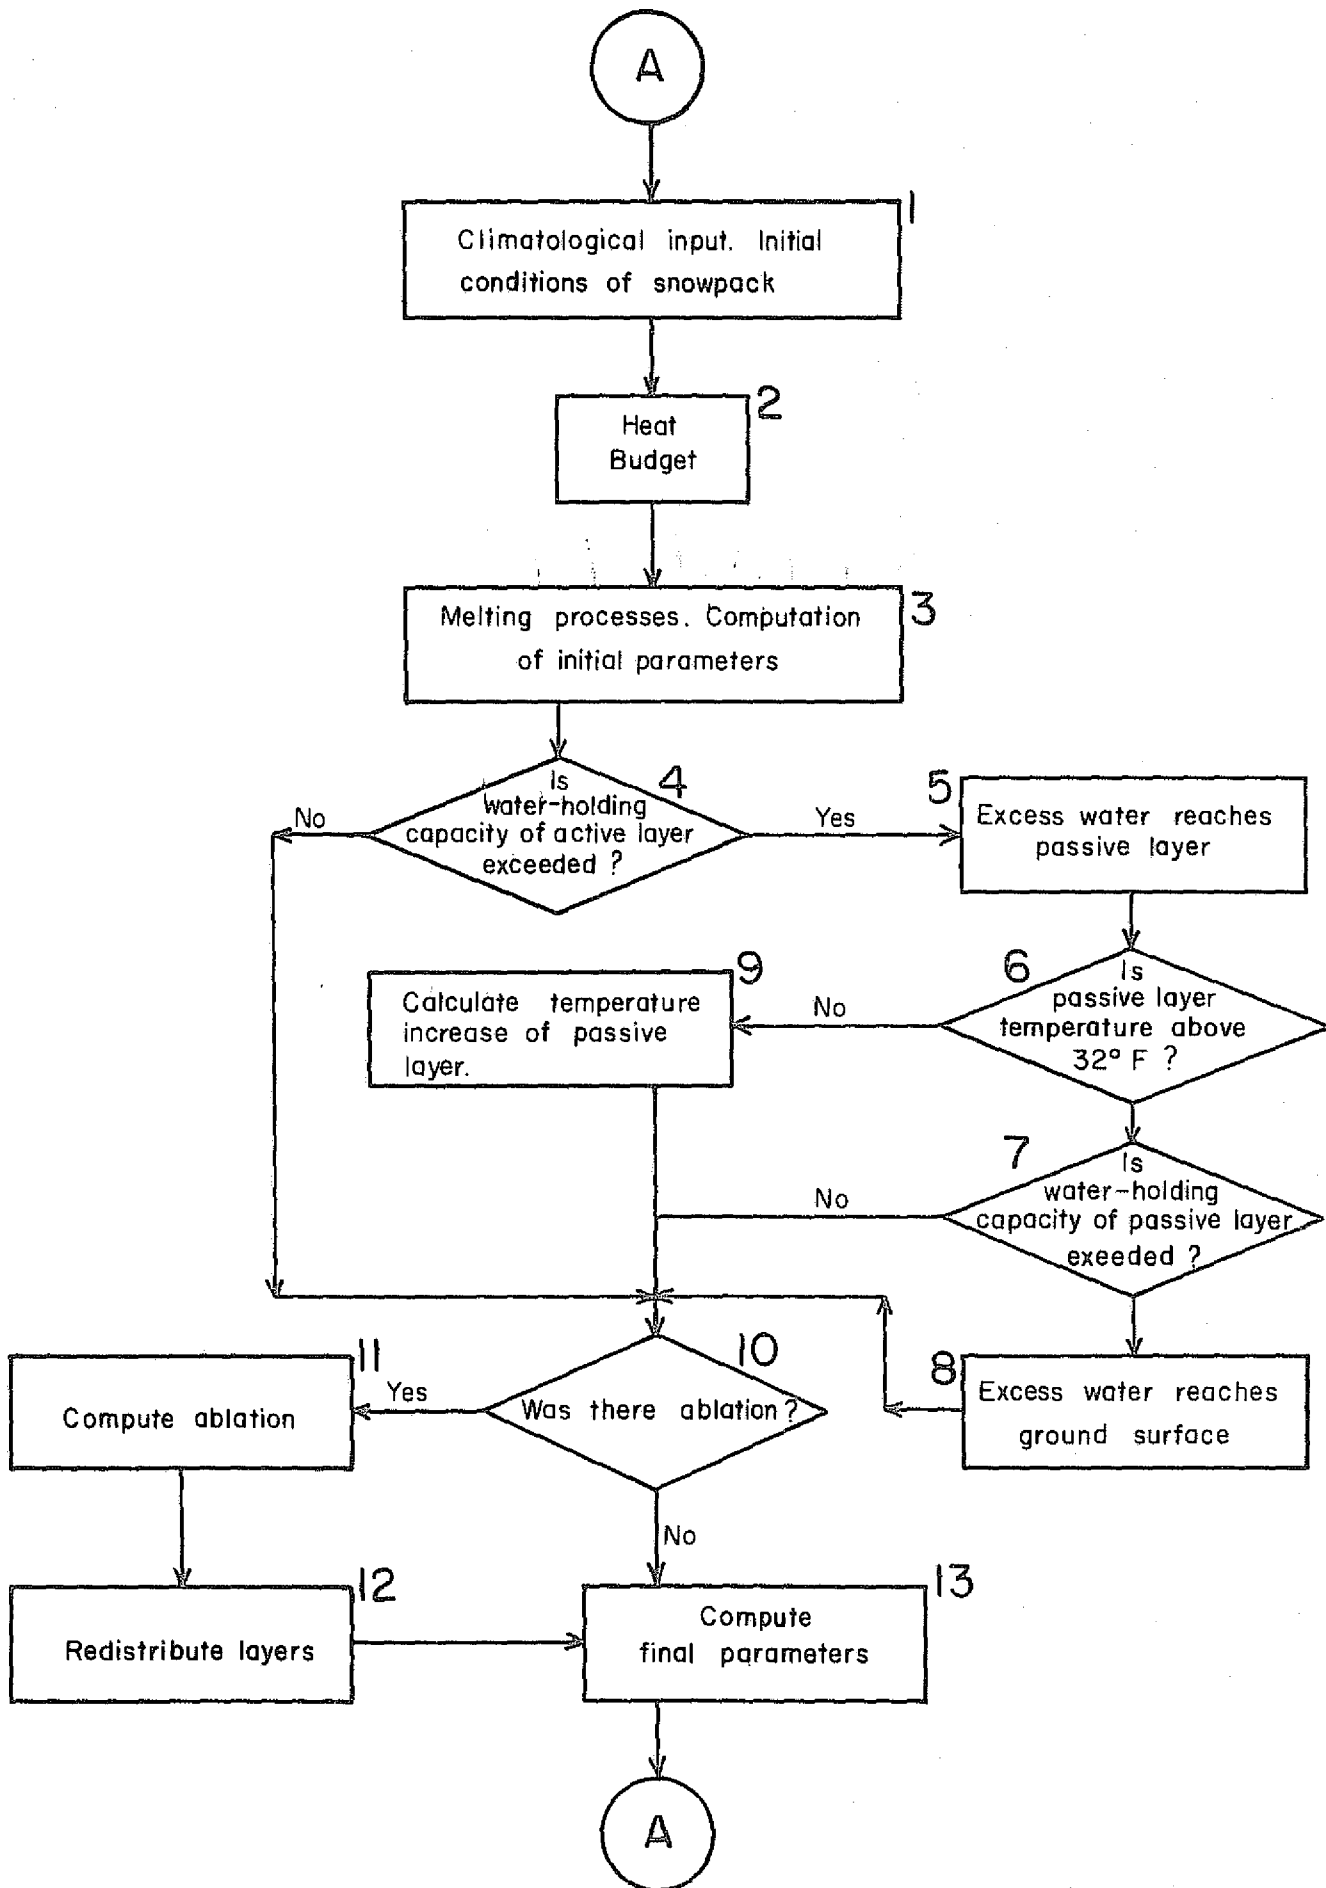 A
1
Climatological input. Initial
conditions of snowpack
2
Heat
Budget
3
Melting processes. Computation
of initial parameters
4
Is
water-holding
capacity of active layer
exceeded ?
No
Yes
5
Excess water reaches
passive layer
6
Is
passive layer
temperature above
32° F ?
No
9
Calculate temperature
increase of passive
layer.
7
Is
water-holding
capacity of passive layer
exeeded ?
No
8
Excess water reaches
ground surface
10
Was there ablation ?
Yes
No
11
Compute ablation
12
Redistribute layers
13
Compute
final parameters
A